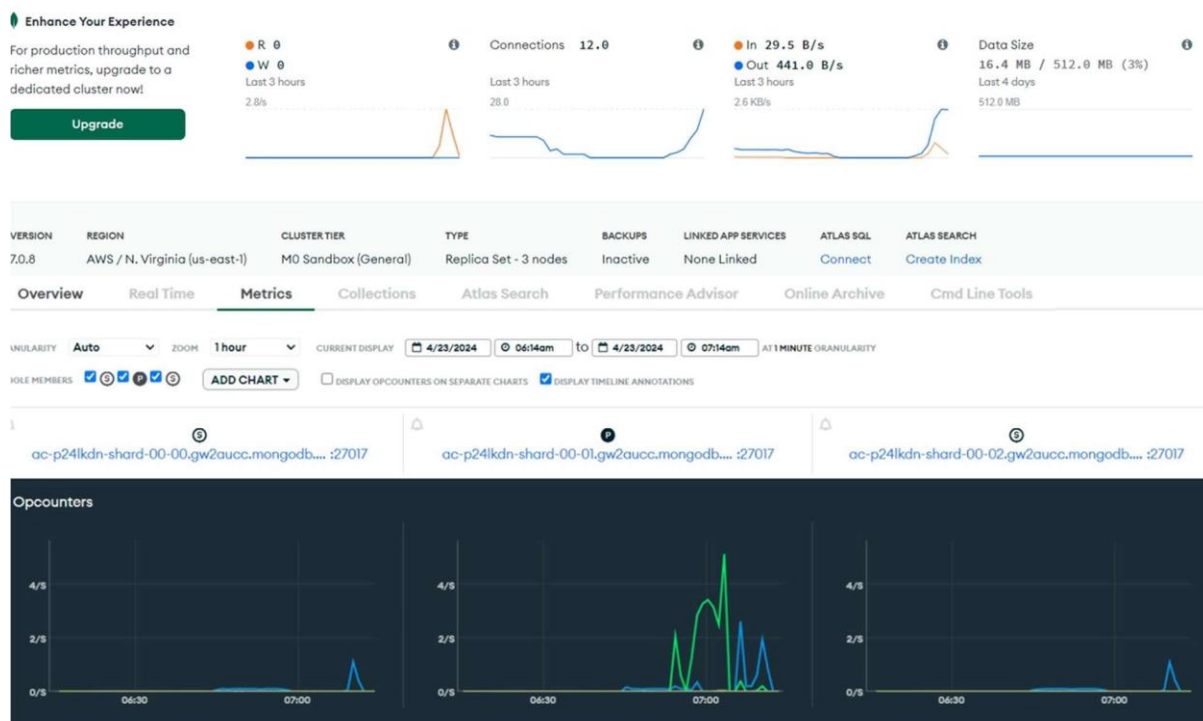 Enhance Your Experience
For production throughput and
richer metrics, upgrade to a
dedicated cluster now!
Upgrade
R 0
W 0
Last 3 hours
2.8/s
Connections 12.0
Last 3 hours
28.0
In 29.5 B/s
Out 441.0 B/s
Last 3 hours
2.6 KB/s
Data Size
16.4 MB / 512.0 MB (3%)
Last 4 days
512.0 MB
VERSION REGION CLUSTER TIER TYPE BACKUPS LINKED APP SERVICES ATLAS SQL ATLAS SEARCH
7.0.8 AWS / N. Virginia (us-east-1) M0 Sandbox (General) Replica Set - 3 nodes Inactive None Linked Connect Create Index
Overview Real Time Metrics Collections Atlas Search Performance Advisor Online Archive Cmd Line Tools
ANULARITY Auto ZOOM 1 hour CURRENT DISPLAY 4/23/2024 06:14am to 4/23/2024 07:14am AT 1 MINUTE GRANULARITY
GGLE MEMBERS S P S ADD CHART DISPLAY OPCOUNTERS ON SEPARATE CHARTS DISPLAY TIMELINE ANNOTATIONS
S P S
ac-p24lkdn-shard-00-00.gw2aucc.mongodb.... :27017 ac-p24lkdn-shard-00-01.gw2aucc.mongodb.... :27017 ac-p24lkdn-shard-00-02.gw2aucc.mongodb.... :27017
Opcounters
4/S 4/S 4/S
2/S 2/S 2/S
0/S 0/S 0/S
06:30 07:00 06:30 07:00 06:30 07:00